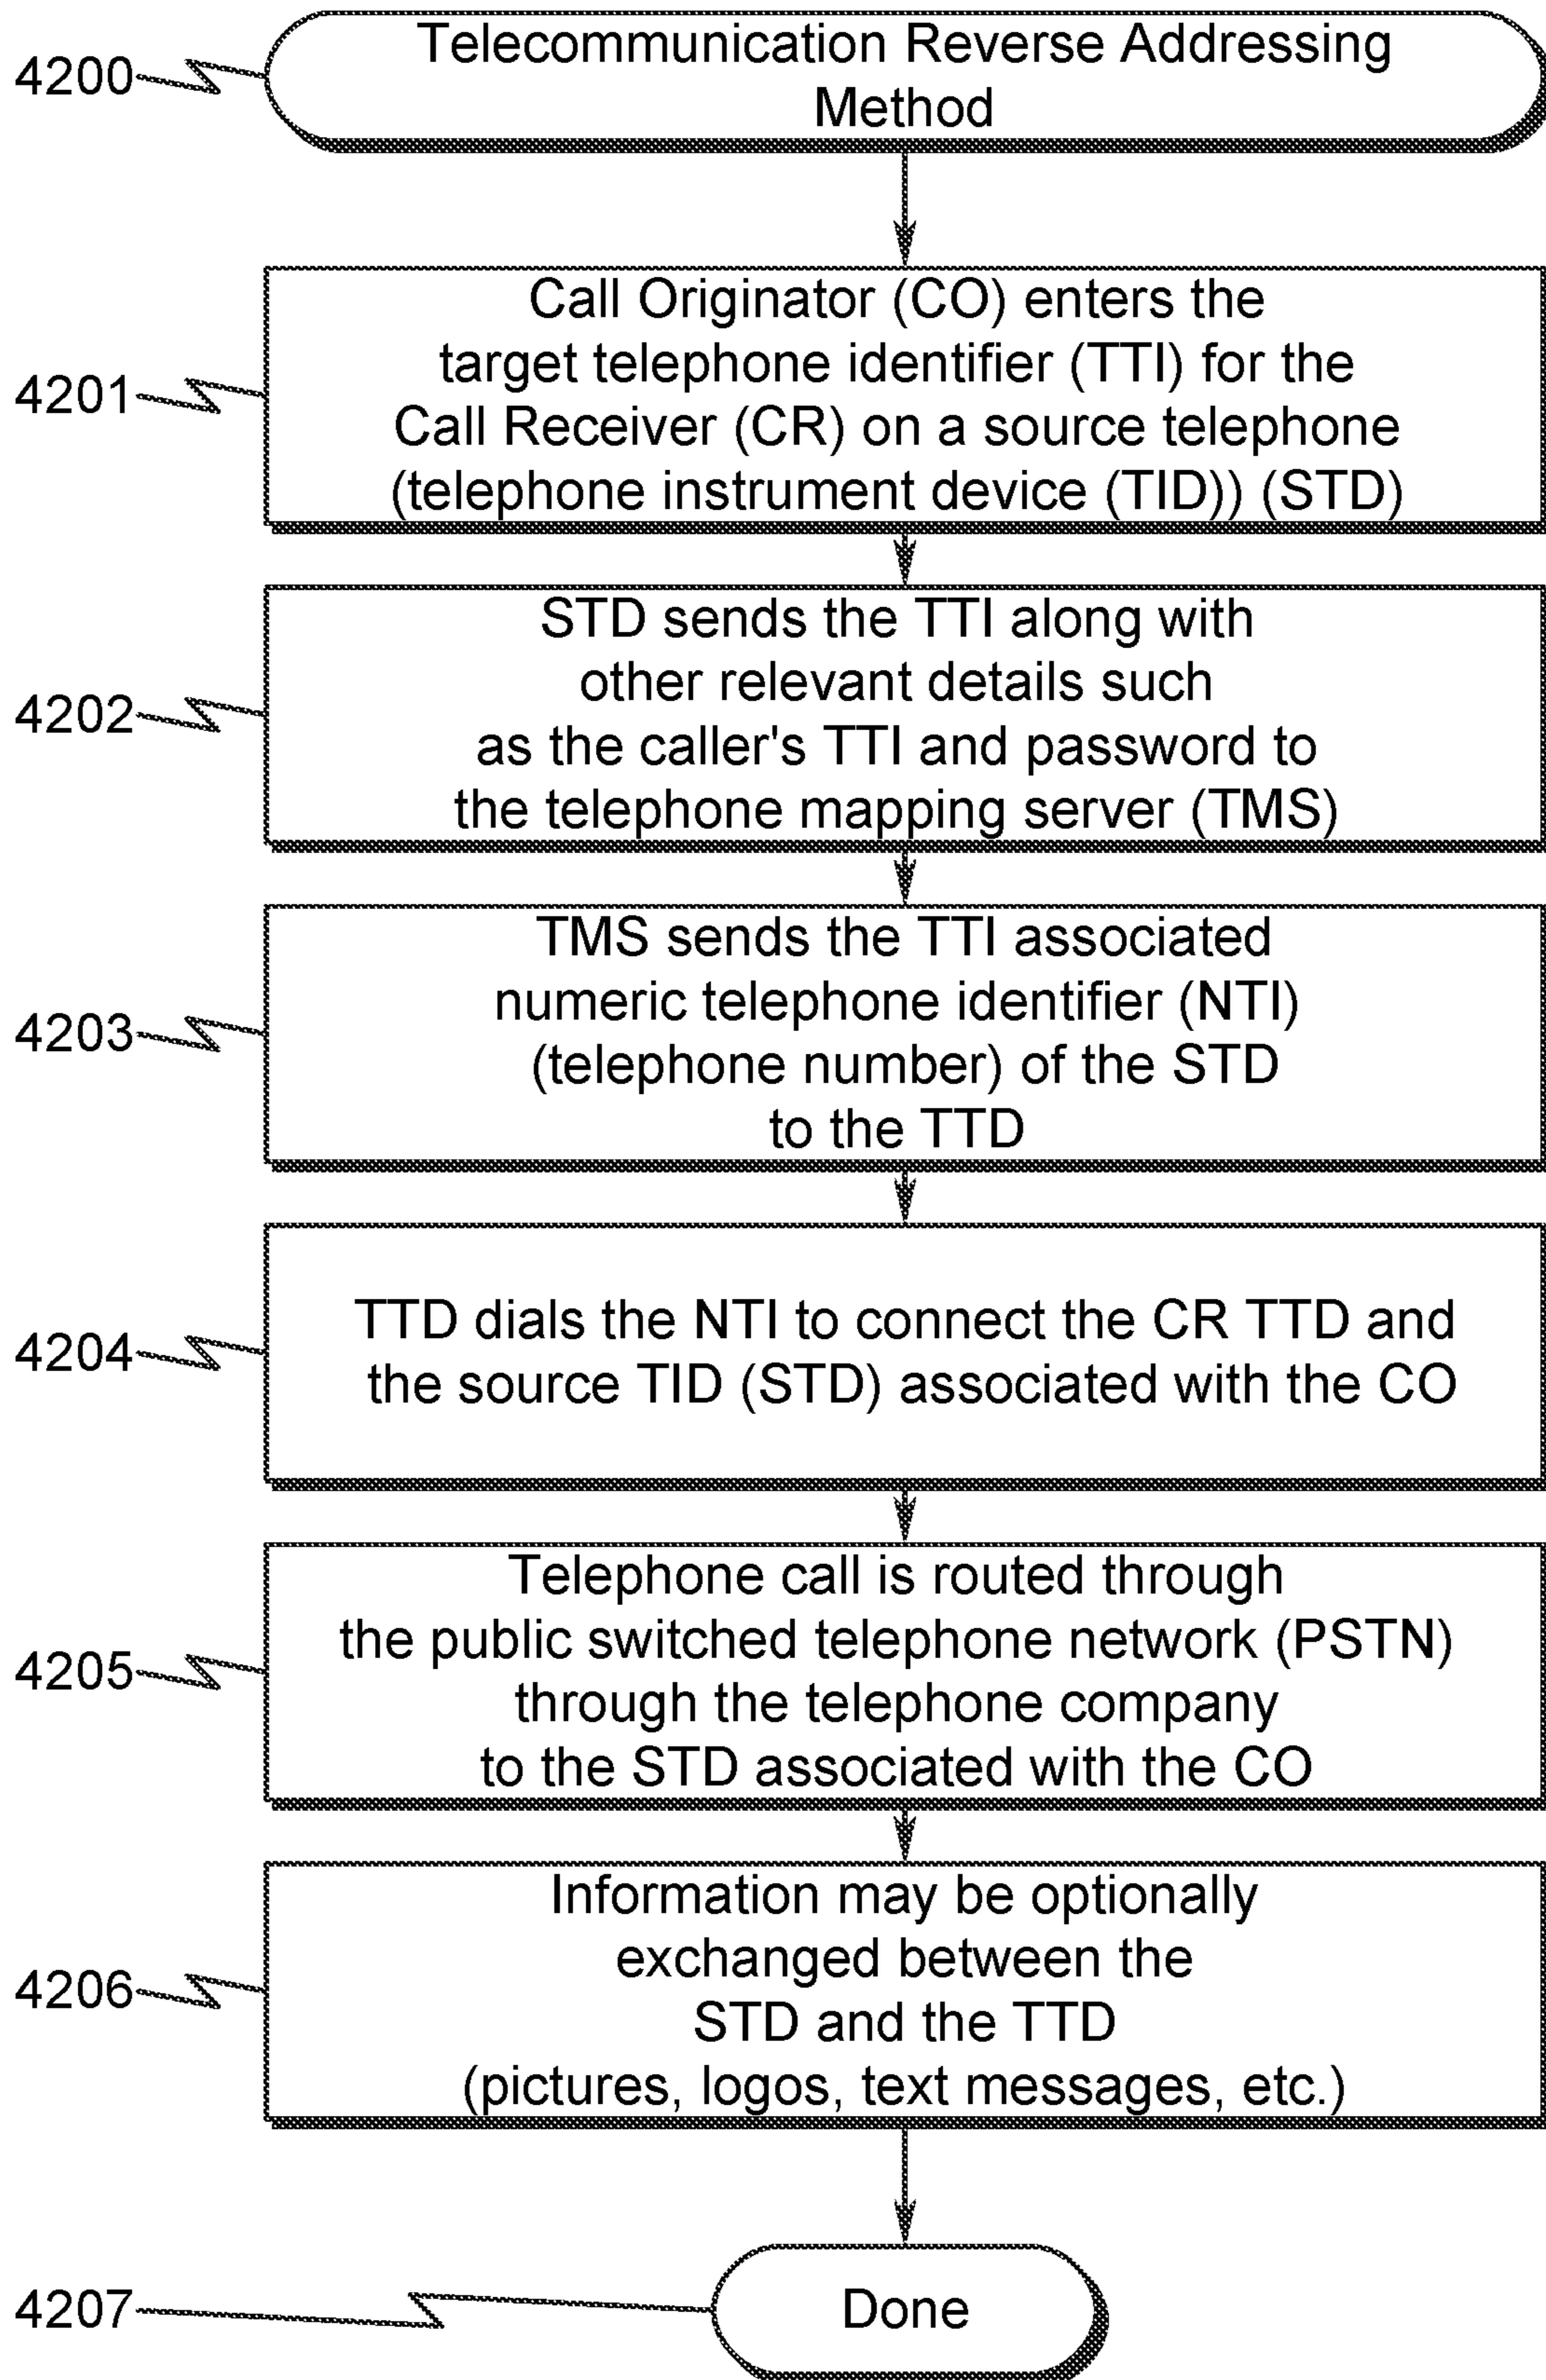 4200
Telecommunication Reverse Addressing
Method
4201
Call Originator (CO) enters the
target telephone identifier (TTI) for the
Call Receiver (CR) on a source telephone
(telephone instrument device (TID)) (STD)
4202
STD sends the TTI along with
other relevant details such
as the caller's TTI and password to
the telephone mapping server (TMS)
4203
TMS sends the TTI associated
numeric telephone identifier (NTI)
(telephone number) of the STD
to the TTD
4204
TTD dials the NTI to connect the CR TTD and
the source TID (STD) associated with the CO
4205
Telephone call is routed through
the public switched telephone network (PSTN)
through the telephone company
to the STD associated with the CO
4206
Information may be optionally
exchanged between the
STD and the TTD
(pictures, logos, text messages, etc.)
4207
Done